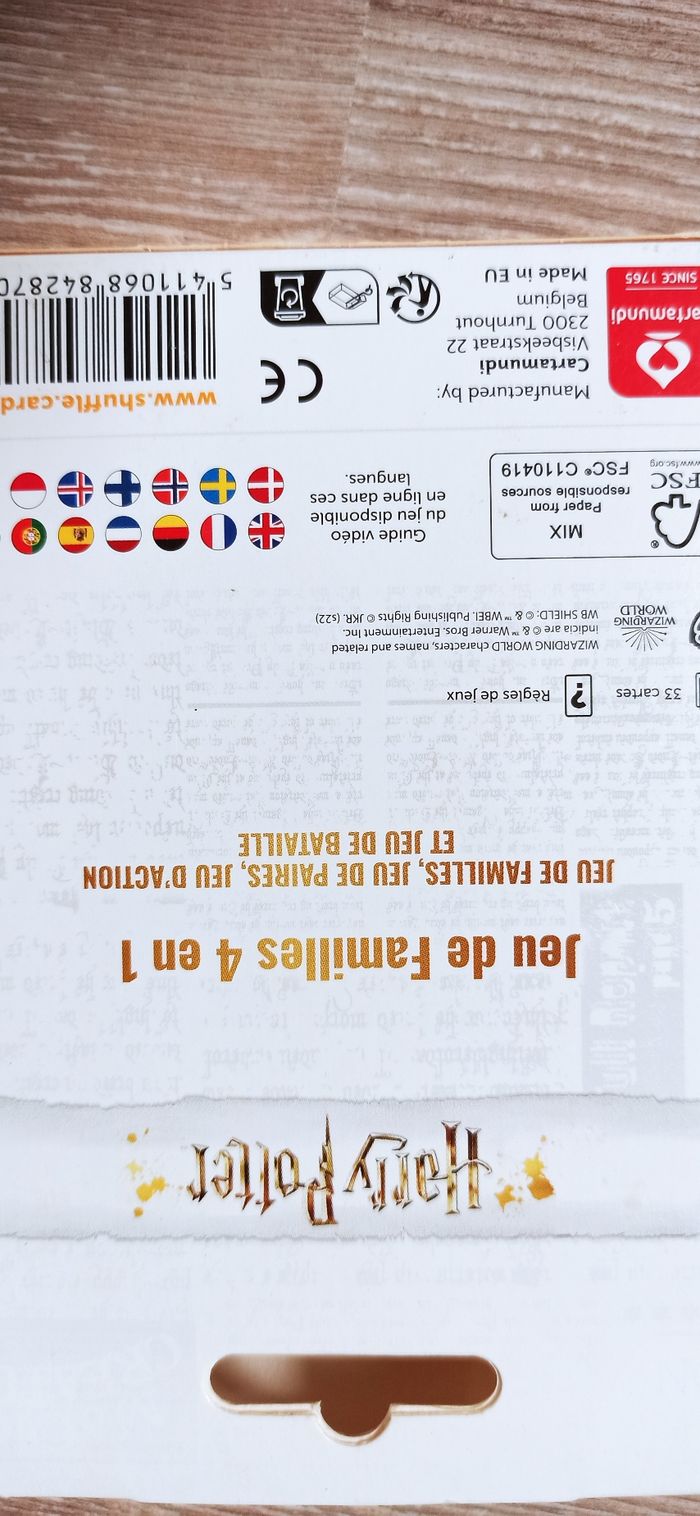 Harry Potter
Jeu de Familles 4 en 1
JEU DE FAMILLES, JEU DE PAIRES, JEU D'ACTION
ET JEU DE BATAILLE
33 cartes
? Règles de jeux
WIZARDING
WORLD
WIZARDING WORLD characters, names and related
indicia are © & ™ Warner Bros. Entertainment Inc.
WB SHIELD: © & ™ WBEI. Publishing Rights © JKR. (s22)
FSC
www.fsc.org
MIX
Paper from
responsible sources
FSC® C110419
Guide vidéo
du jeu disponible
en ligne dans ces
langues.
artamundi
SINCE 1765
Manufactured by:
Cartamundi
Visbeekstraat 22
2300 Turnhout
Belgium
Made in EU
CE
www.shuffle.card
5 411068 842870